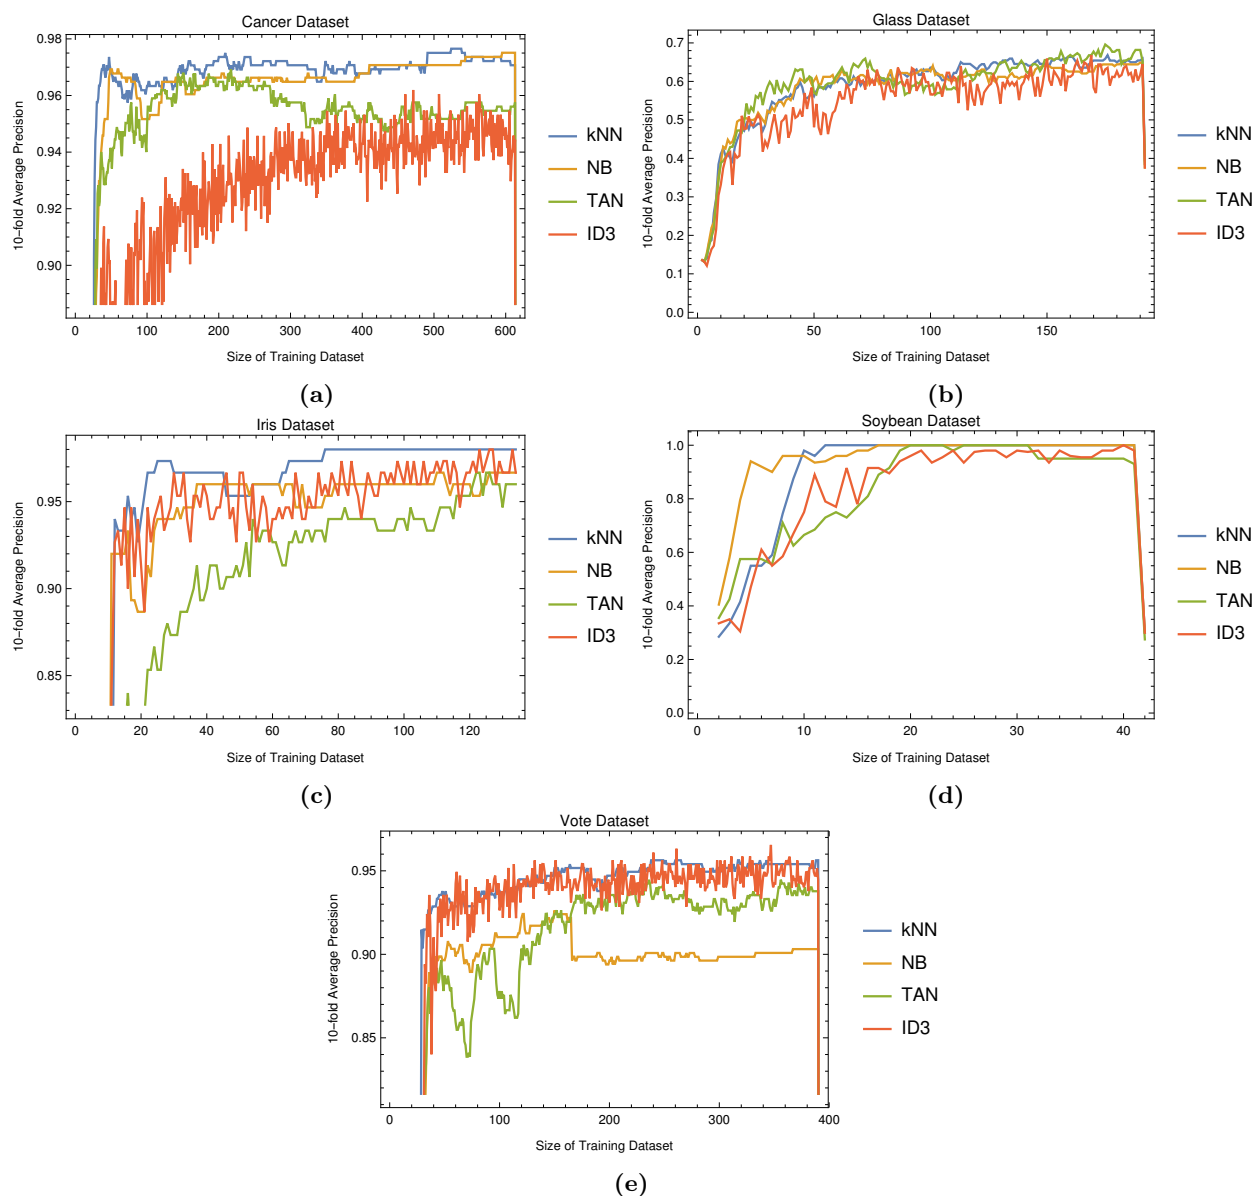 Cancer Dataset
10-fold Average Precision
0.98
0.96
0.94
0.92
0.90
0 100 200 300 400 500 600
Size of Training Dataset
kNN
NB
TAN
ID3
(a)
Glass Dataset
10-fold Average Precision
0.7
0.6
0.5
0.4
0.3
0.2
0.1
0.0
0 50 100 150
Size of Training Dataset
kNN
NB
TAN
ID3
(b)
Iris Dataset
10-fold Average Precision
0.95
0.90
0.85
0 20 40 60 80 100 120
Size of Training Dataset
kNN
NB
TAN
ID3
(c)
Soybean Dataset
10-fold Average Precision
1.0
0.8
0.6
0.4
0.2
0.0
0 10 20 30 40
Size of Training Dataset
kNN
NB
TAN
ID3
(d)
Vote Dataset
10-fold Average Precision
0.95
0.90
0.85
0 100 200 300 400
Size of Training Dataset
kNN
NB
TAN
ID3
(e)